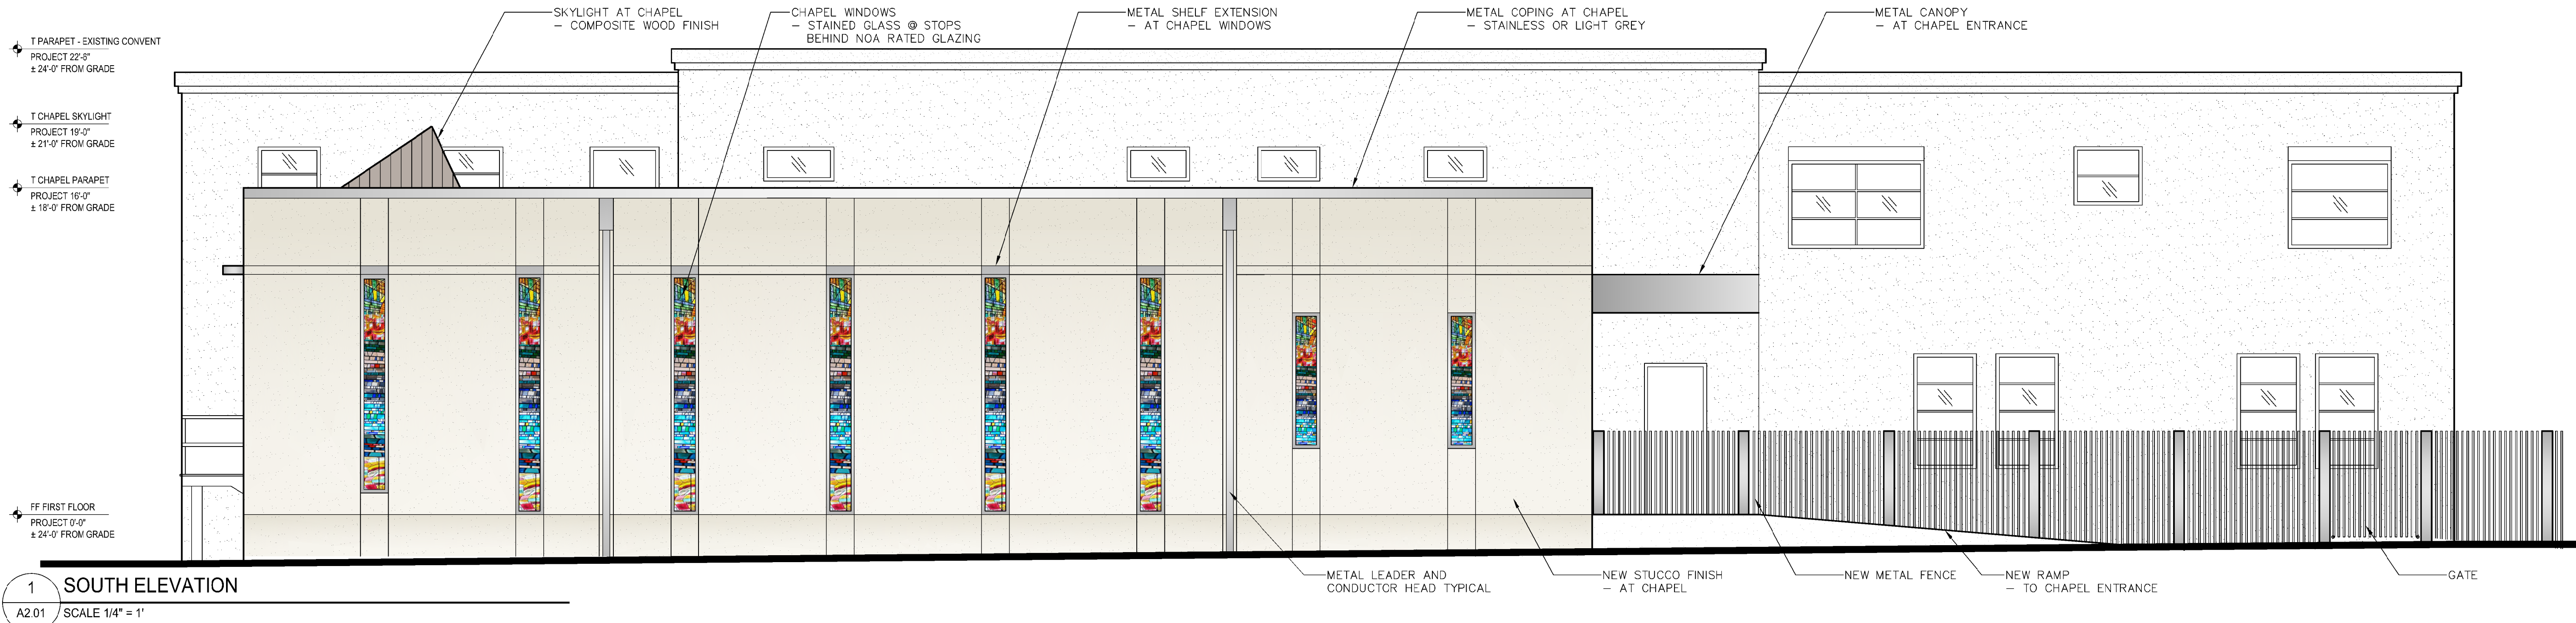 SKYLIGHT AT CHAPEL
– COMPOSITE WOOD FINISH
CHAPEL WINDOWS
– STAINED GLASS @ STOPS
BEHIND NOA RATED GLAZING
METAL SHELF EXTENSION
– AT CHAPEL WINDOWS
METAL COPING AT CHAPEL
– STAINLESS OR LIGHT GREY
METAL CANOPY
– AT CHAPEL ENTRANCE
T PARAPET - EXISTING CONVENT
PROJECT 22'-8"
± 24'-0" FROM GRADE
T CHAPEL SKYLIGHT
PROJECT 19'-0"
± 21'-0" FROM GRADE
T CHAPEL PARAPET
PROJECT 16'-0"
± 18'-0" FROM GRADE
FF FIRST FLOOR
PROJECT 0'-0"
± 24'-0" FROM GRADE
METAL LEADER AND
CONDUCTOR HEAD TYPICAL
NEW STUCCO FINISH
– AT CHAPEL
NEW METAL FENCE
NEW RAMP
– TO CHAPEL ENTRANCE
GATE
1 SOUTH ELEVATION
A2.01 SCALE 1/4" = 1'